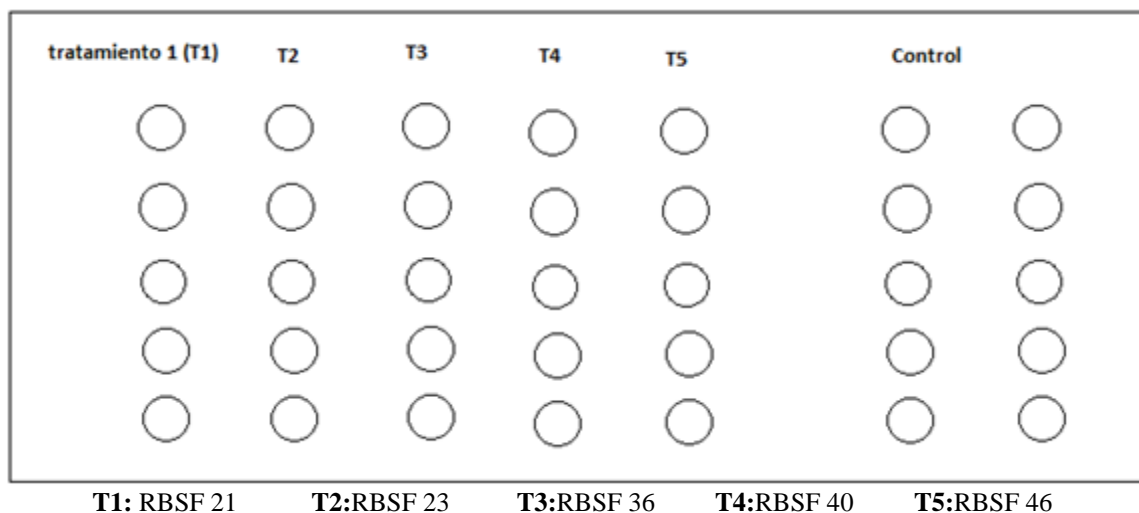 tratamiento 1 (T1) T2 T3 T4 T5 Control
T1: RBSF 21 T2:RBSF 23 T3:RBSF 36 T4:RBSF 40 T5:RBSF 46